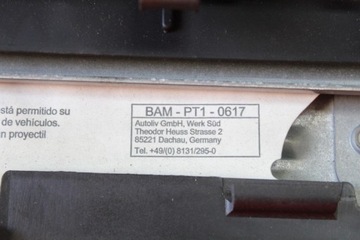 está permitido su
de vehículos.
n proyectil
BAM - PT1 - 0617
Autoliv GmbH, Werk Süd
Theodor Heuss Strasse 2
85221 Dachau, Germany
Tel. +49/(0) 8131/295-0